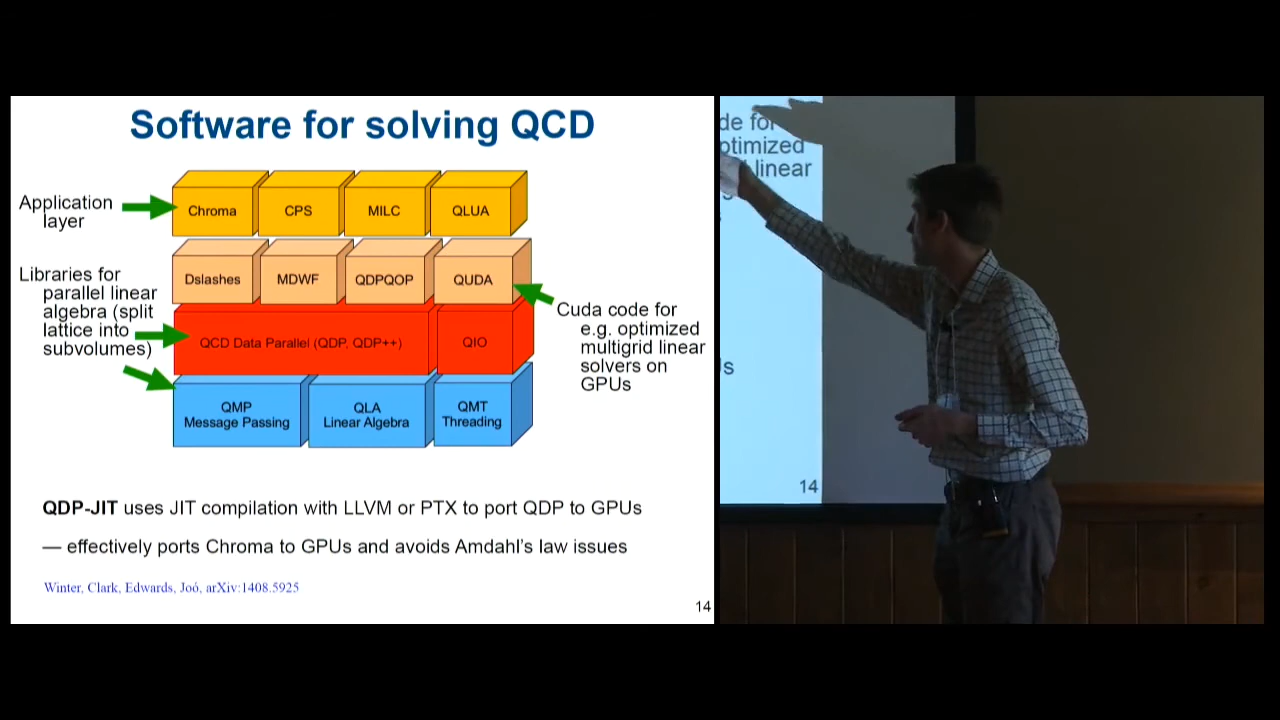 Software for solving QCD
Application
layer
Chroma
CPS
MILC
QLUA
Libraries for
parallel linear
algebra (split
lattice into
subvolumes)
Dslashes
MDWF
QDPQOP
QUDA
Cuda code for
e.g. optimized
multigrid linear
solvers on
GPUs
QCD Data Parallel (QDP, QDP++)
QIO
QMP
Message Passing
QLA
Linear Algebra
QMT
Threading
QDP-JIT uses JIT compilation with LLVM or PTX to port QDP to GPUs
— effectively ports Chroma to GPUs and avoids Amdahl's law issues
Winter, Clark, Edwards, Joó, arXiv:1408.5925
14
de for
ptimized
linear
s
14